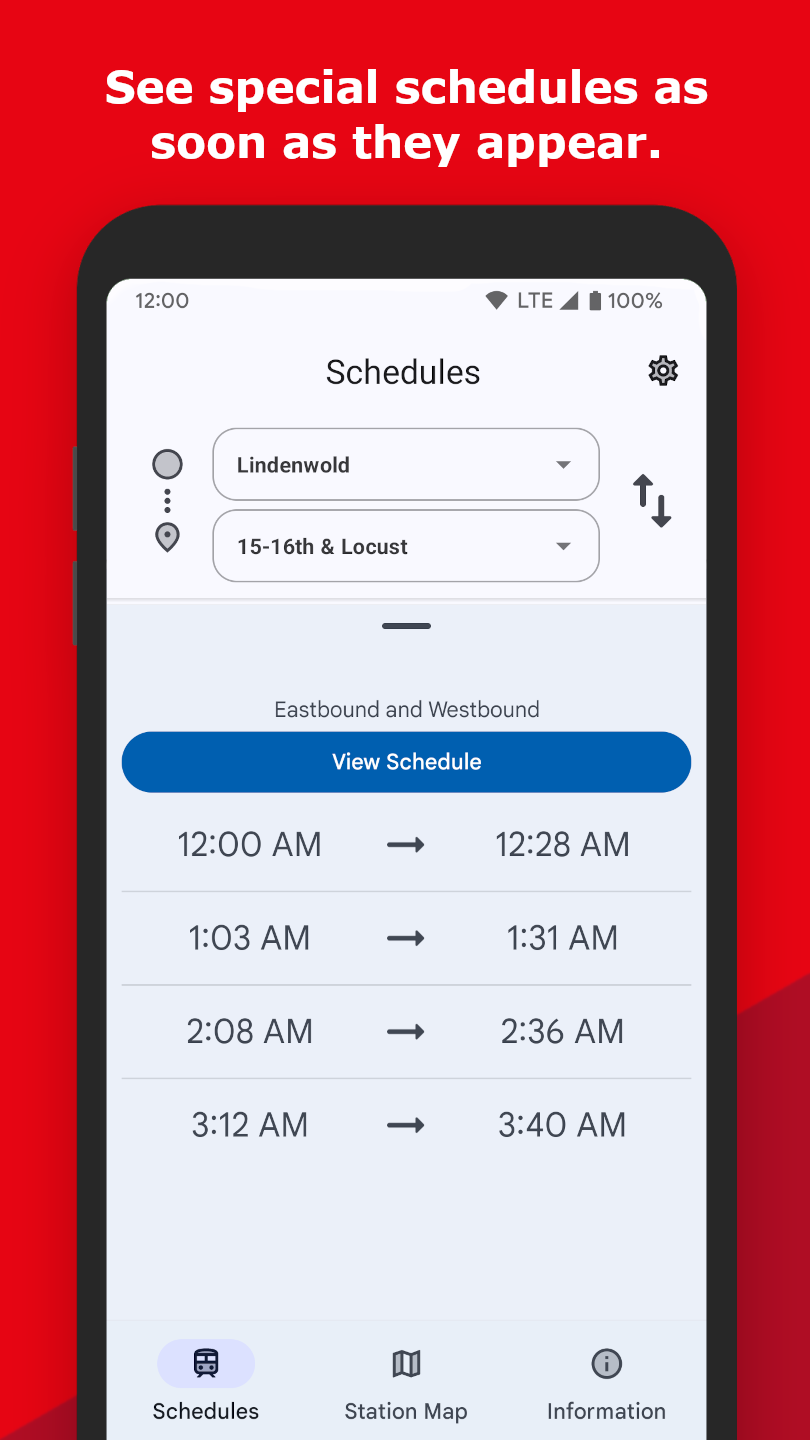 See special schedules as
soon as they appear.
12:00 LTE 100%
Schedules
Lindenwold
15-16th & Locust
Eastbound and Westbound
View Schedule
12:00 AM → 12:28 AM
1:03 AM → 1:31 AM
2:08 AM → 2:36 AM
3:12 AM → 3:40 AM
Schedules Station Map Information